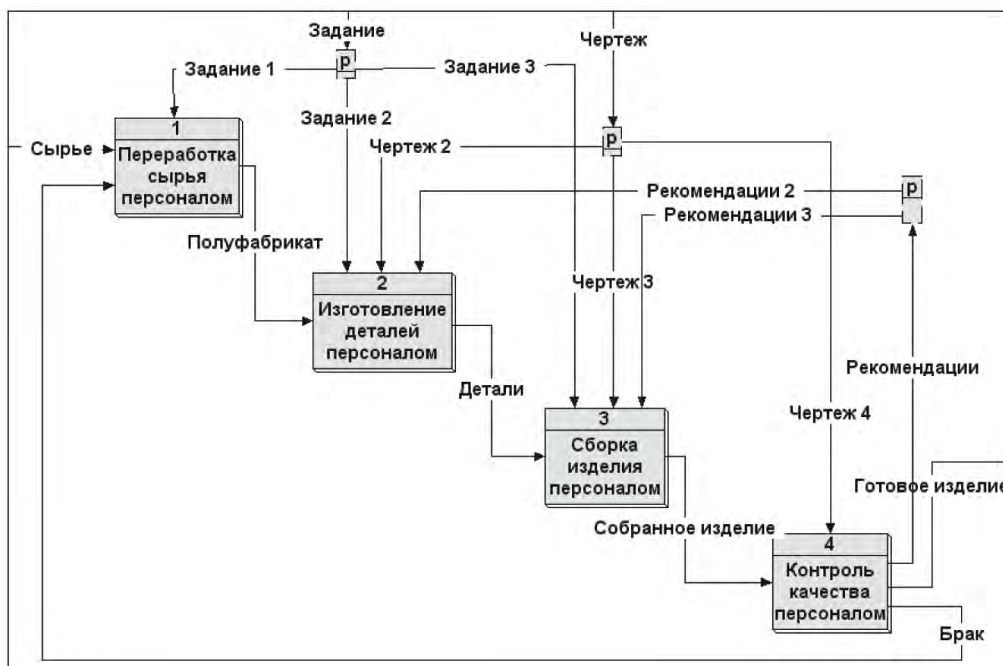 Задание
Чертеж
p
Задание 1
Задание 3
Задание 2
1
p
Чертеж 2
Сырье
Переработка
сырья
персоналом
Рекомендации 2
p
Рекомендации 3
Полуфабрикат
2
Чертеж 3
Изготовление
деталей
персоналом
Рекомендации
Детали
Чертеж 4
3
Сборка
изделия
персоналом
Готовое изделие
Собранное изделие
4
Контроль
качества
персоналом
Брак